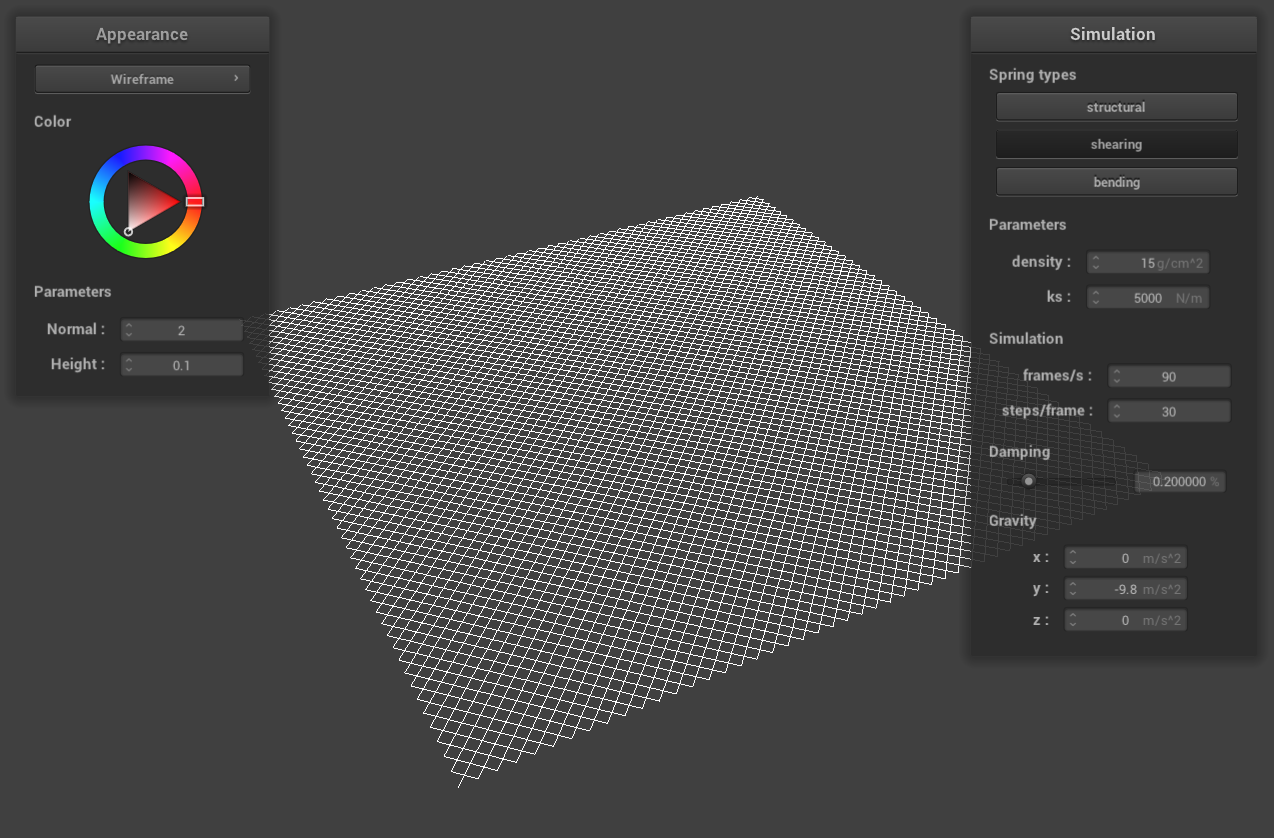 Appearance
Wireframe ›
Color
Parameters
Normal : 2
Height : 0.1
Simulation
Spring types
structural
shearing
bending
Parameters
density : 15 g/cm^2
ks : 5000 N/m
Simulation
frames/s : 90
steps/frame : 30
Damping
0.200000 %
Gravity
x : 0 m/s^2
y : -9.8 m/s^2
z : 0 m/s^2